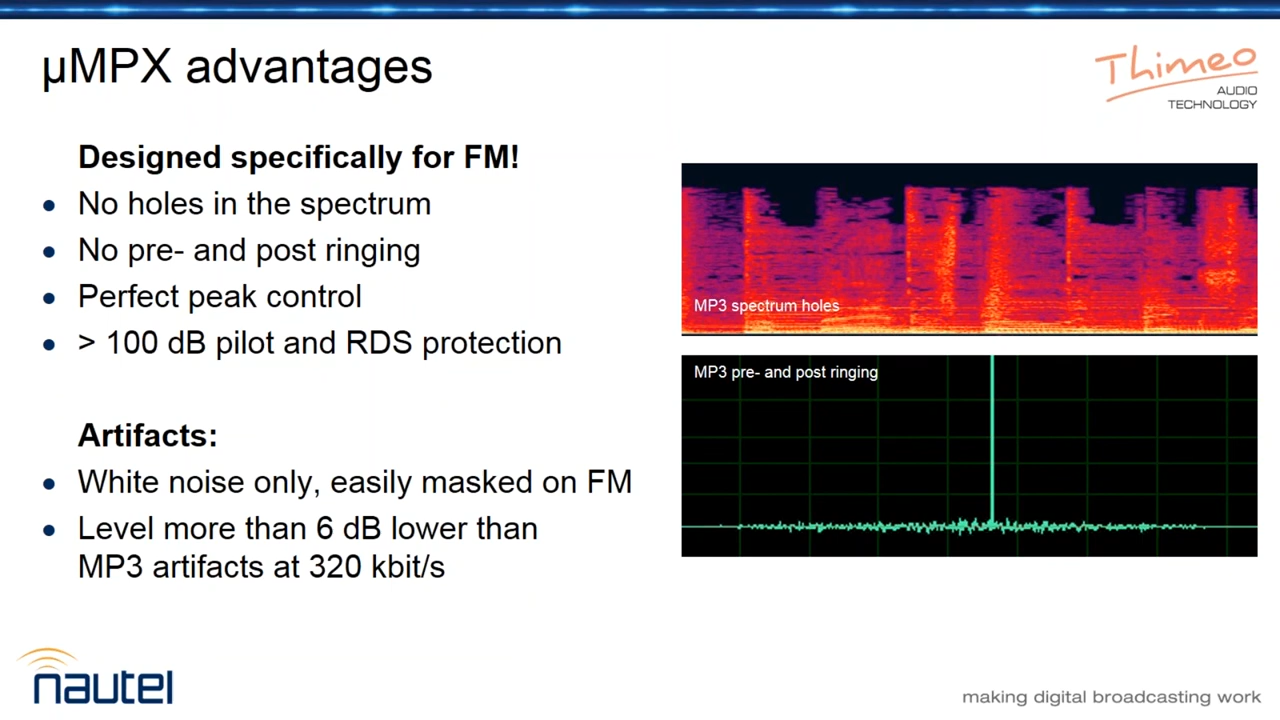 µMPX advantages
Thimeo
AUDIO
TECHNOLOGY
Designed specifically for FM!
• No holes in the spectrum
• No pre- and post ringing
• Perfect peak control
• > 100 dB pilot and RDS protection
Artifacts:
• White noise only, easily masked on FM
• Level more than 6 dB lower than
MP3 artifacts at 320 kbit/s
MP3 spectrum holes
MP3 pre- and post ringing
nautel
making digital broadcasting work